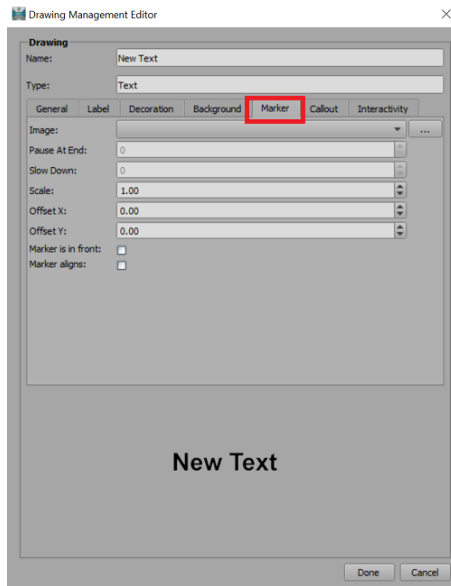 Drawing Management Editor
Drawing
Name: New Text
Type: Text
General Label Decoration Background Marker Callout Interactivity
Image: ...
Pause At End: 0
Slow Down: 0
Scale: 1.00
Offset X: 0.00
Offset Y: 0.00
Marker is in front:
Marker aligns:
New Text
Done Cancel